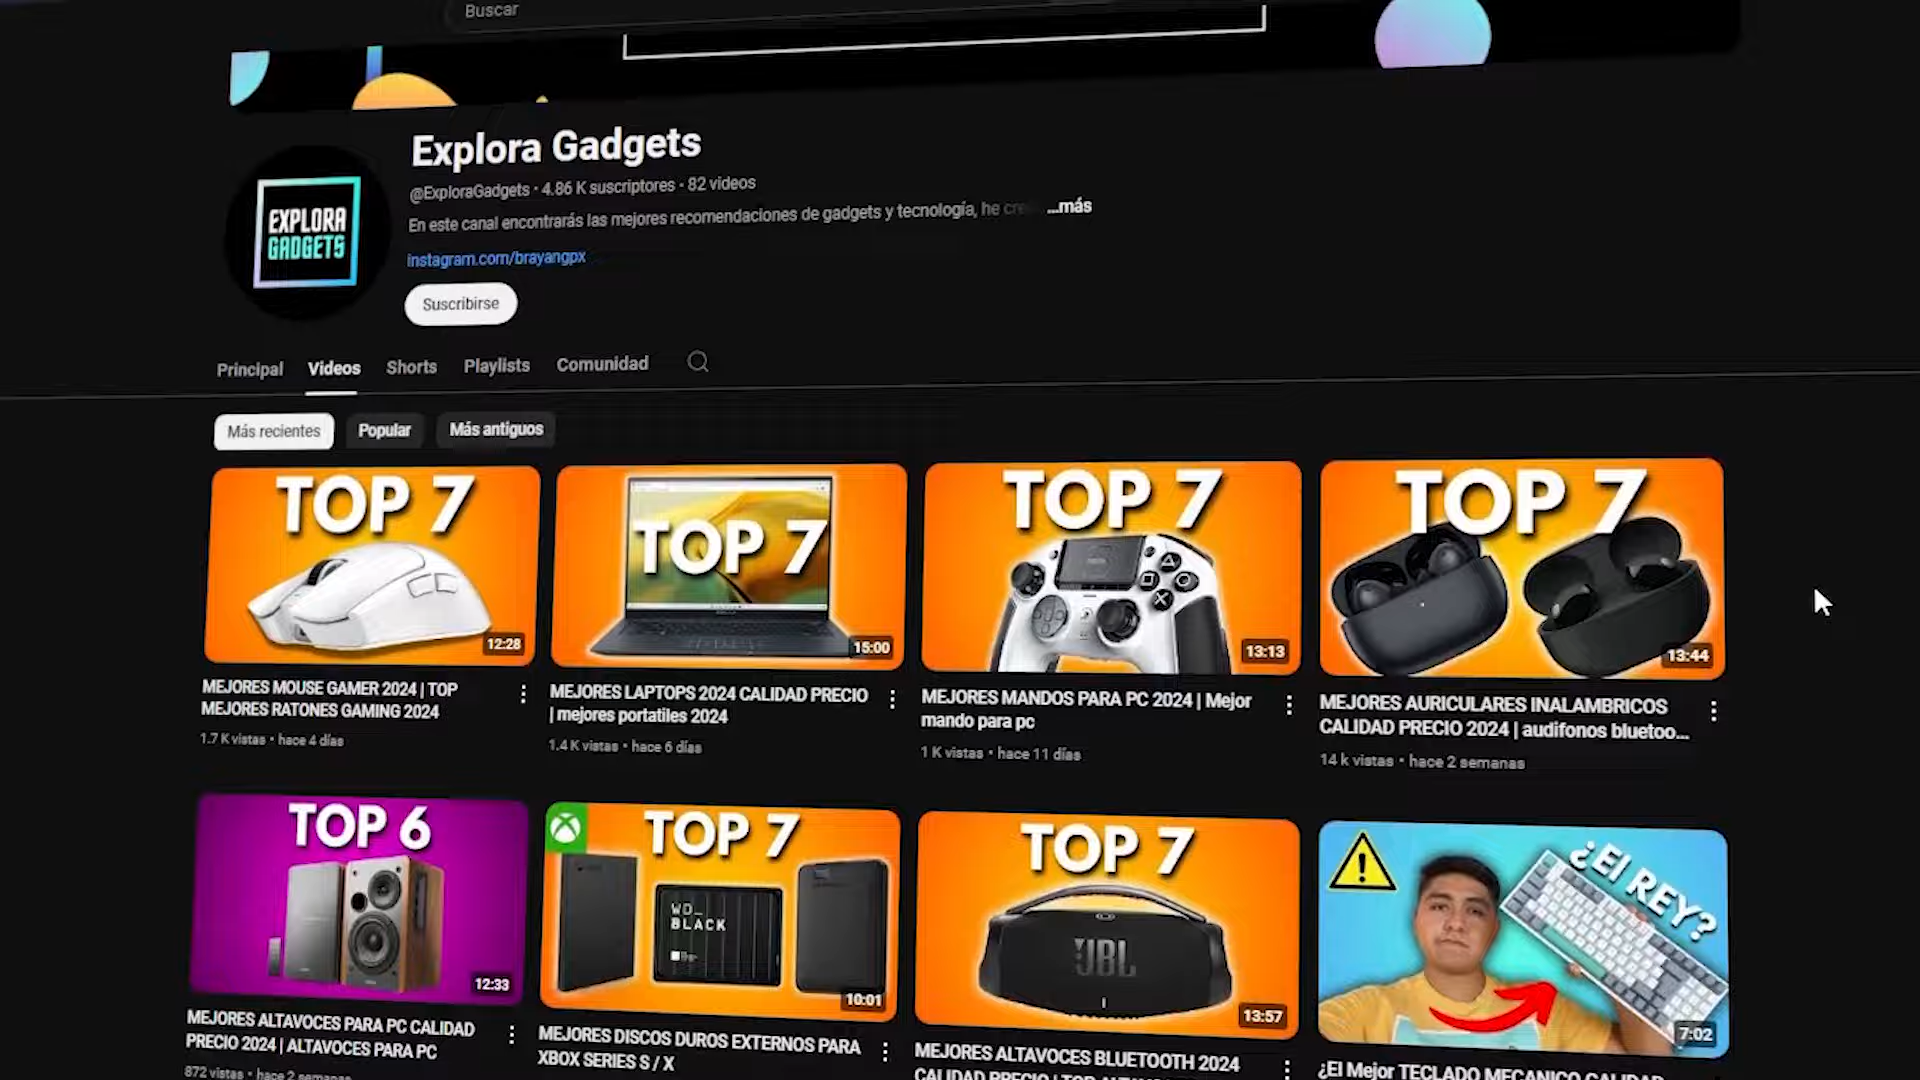 Buscar
Explora Gadgets
@ExploraGadgets • 4.86 K suscriptores • 82 videos
En este canal encontrarás las mejores recomendaciones de gadgets y tecnología, he cre ...más
instagram.com/brayangpx
EXPLORA
GADGETS
Suscribirse
Principal Videos Shorts Playlists Comunidad
Más recientes Popular Más antiguos
TOP 7
12:28
TOP 7
15:00
TOP 7
13:13
TOP 7
13:44
MEJORES MOUSE GAMER 2024 | TOP
MEJORES RATONES GAMING 2024
1.7 K vistas • hace 4 días
MEJORES LAPTOPS 2024 CALIDAD PRECIO
| mejores portatiles 2024
1.4 K vistas • hace 6 días
MEJORES MANDOS PARA PC 2024 | Mejor
mando para pc
1 K vistas • hace 11 días
MEJORES AURICULARES INALAMBRICOS
CALIDAD PRECIO 2024 | audifonos bluetoo...
14 k vistas • hace 2 semanas
TOP 6
12:33
TOP 7
WD_
BLACK
10:01
TOP 7
JBL
13:57
¿El REY?
7:02
MEJORES ALTAVOCES PARA PC CALIDAD
PRECIO 2024 | ALTAVOCES PARA PC
872 vistas • hace 2 semanas
MEJORES DISCOS DUROS EXTERNOS PARA
XBOX SERIES S / X
MEJORES ALTAVOCES BLUETOOTH 2024
CALIDAD PRECIO | TOP
¿El Mejor TECLADO MECANICO CALIDAD